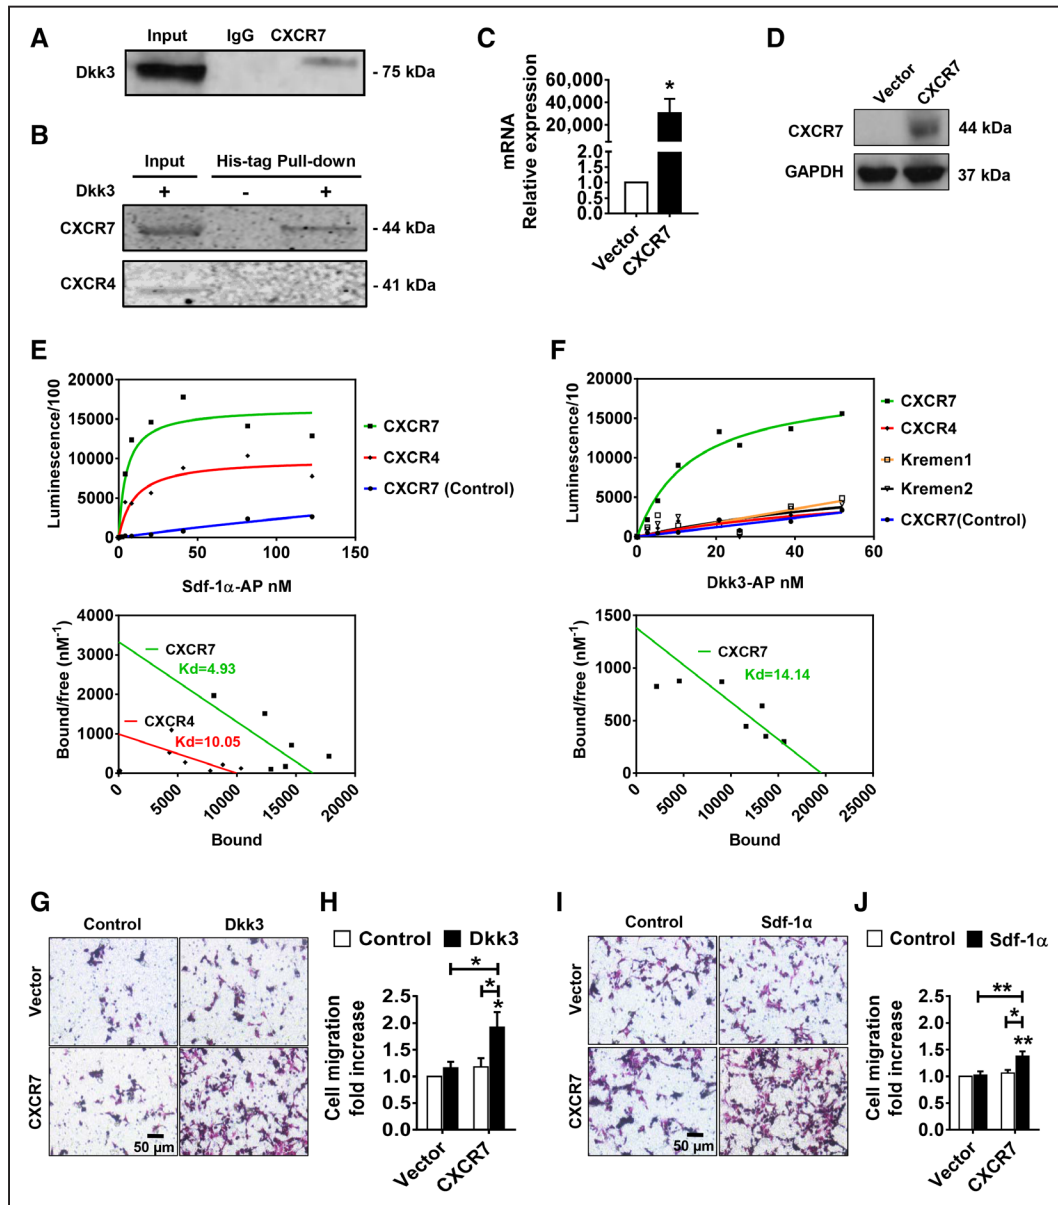 A
Input IgG CXCR7
Dkk3
- 75 kDa
B
Input His-tag Pull-down
Dkk3 + - +
CXCR7
- 44 kDa
CXCR4
- 41 kDa
C
mRNA
Relative expression
60,000
40,000
20,000
2.0
1.5
1.0
0.5
0.0
*
Vector
CXCR7
D
Vector
CXCR7
CXCR7
44 kDa
GAPDH
37 kDa
E
Luminescence/100
20000
15000
10000
5000
0
0 50 100 150
Sdf-1α-AP nM
CXCR7
CXCR4
CXCR7 (Control)
Bound/free (nM⁻¹)
4000
3000
2000
1000
0
CXCR7
Kd=4.93
CXCR4
Kd=10.05
0 5000 10000 15000 20000
Bound
F
Luminescence/10
20000
15000
10000
5000
0
0 20 40 60
Dkk3-AP nM
CXCR7
CXCR4
Kremen1
Kremen2
CXCR7(Control)
Bound/free (nM⁻¹)
1500
1000
500
0
CXCR7
Kd=14.14
0 5000 10000 15000 20000 25000
Bound
G
Control Dkk3
Vector
CXCR7
50 µm
H
Control Dkk3
Cell migration
fold increase
2.5
2.0
1.5
1.0
0.5
0.0
*
*
*
Vector
CXCR7
I
Control Sdf-1α
Vector
CXCR7
50 µm
J
Control Sdf-1α
Cell migration
fold increase
2.5
2.0
1.5
1.0
0.5
0.0
**
*
**
Vector
CXCR7